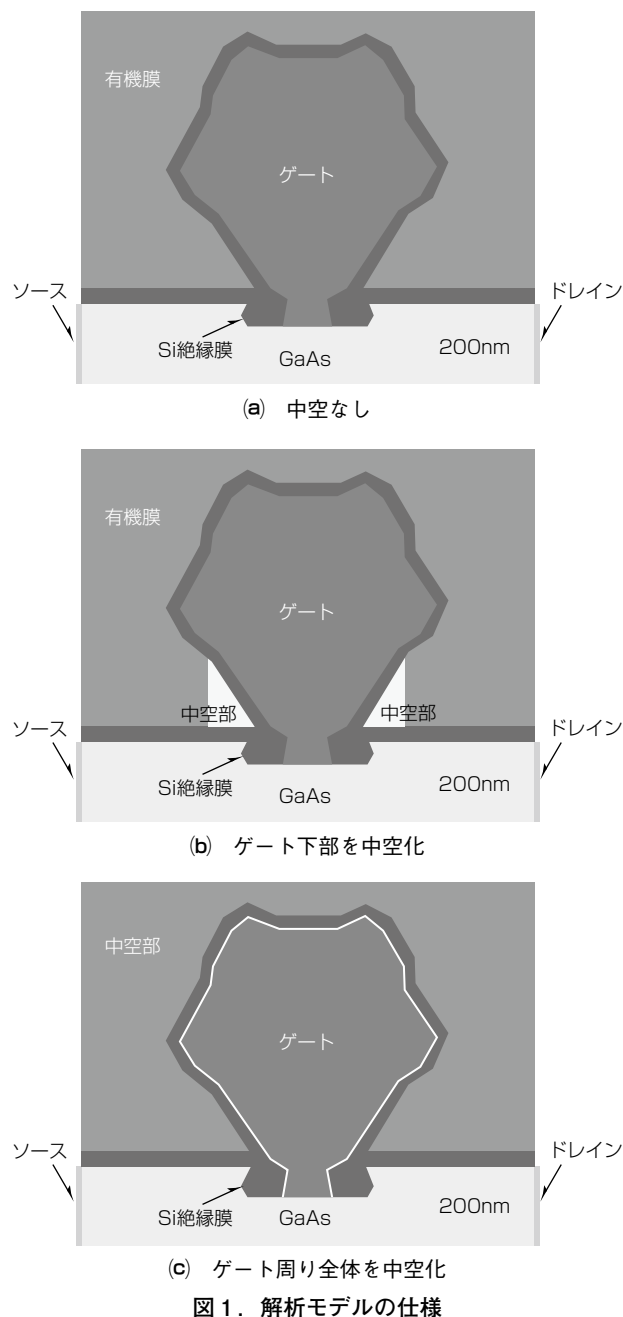 有機膜
ゲート
ソース
ドレイン
Si絶縁膜
GaAs
200nm
(a) 中空なし
有機膜
ゲート
中空部
中空部
ソース
ドレイン
Si絶縁膜
GaAs
200nm
(b) ゲート下部を中空化
中空部
ゲート
ソース
ドレイン
Si絶縁膜
GaAs
200nm
(c) ゲート周り全体を中空化
図1．解析モデルの仕様